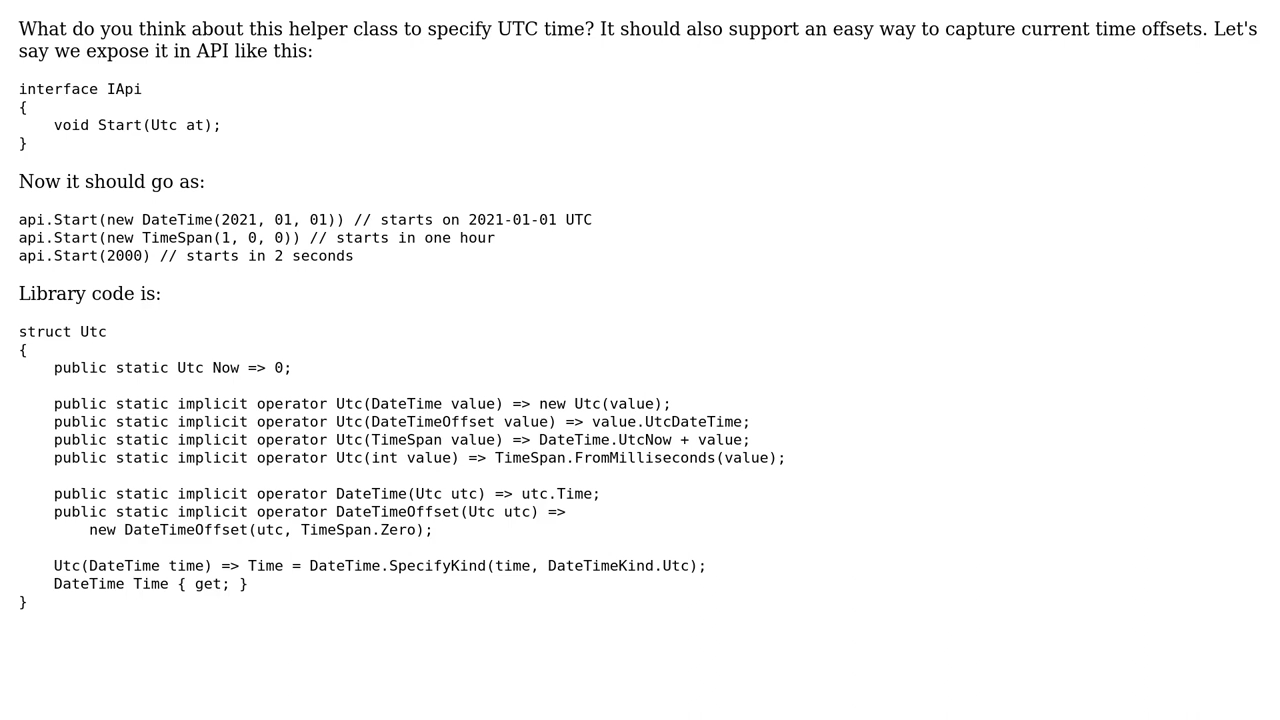 What do you think about this helper class to specify UTC time? It should also support an easy way to capture current time offsets. Let's
say we expose it in API like this:
interface IApi
{
    void Start(Utc at);
}
Now it should go as:
api.Start(new DateTime(2021, 01, 01)) // starts on 2021-01-01 UTC
api.Start(new TimeSpan(1, 0, 0)) // starts in one hour
api.Start(2000) // starts in 2 seconds
Library code is:
struct Utc
{
    public static Utc Now => 0;
    public static implicit operator Utc(DateTime value) => new Utc(value);
    public static implicit operator Utc(DateTimeOffset value) => value.UtcDateTime;
    public static implicit operator Utc(TimeSpan value) => DateTime.UtcNow + value;
    public static implicit operator Utc(int value) => TimeSpan.FromMilliseconds(value);
    public static implicit operator DateTime(Utc utc) => utc.Time;
    public static implicit operator DateTimeOffset(Utc utc) =>
        new DateTimeOffset(utc, TimeSpan.Zero);
    Utc(DateTime time) => Time = DateTime.SpecifyKind(time, DateTimeKind.Utc);
    DateTime Time { get; }
}